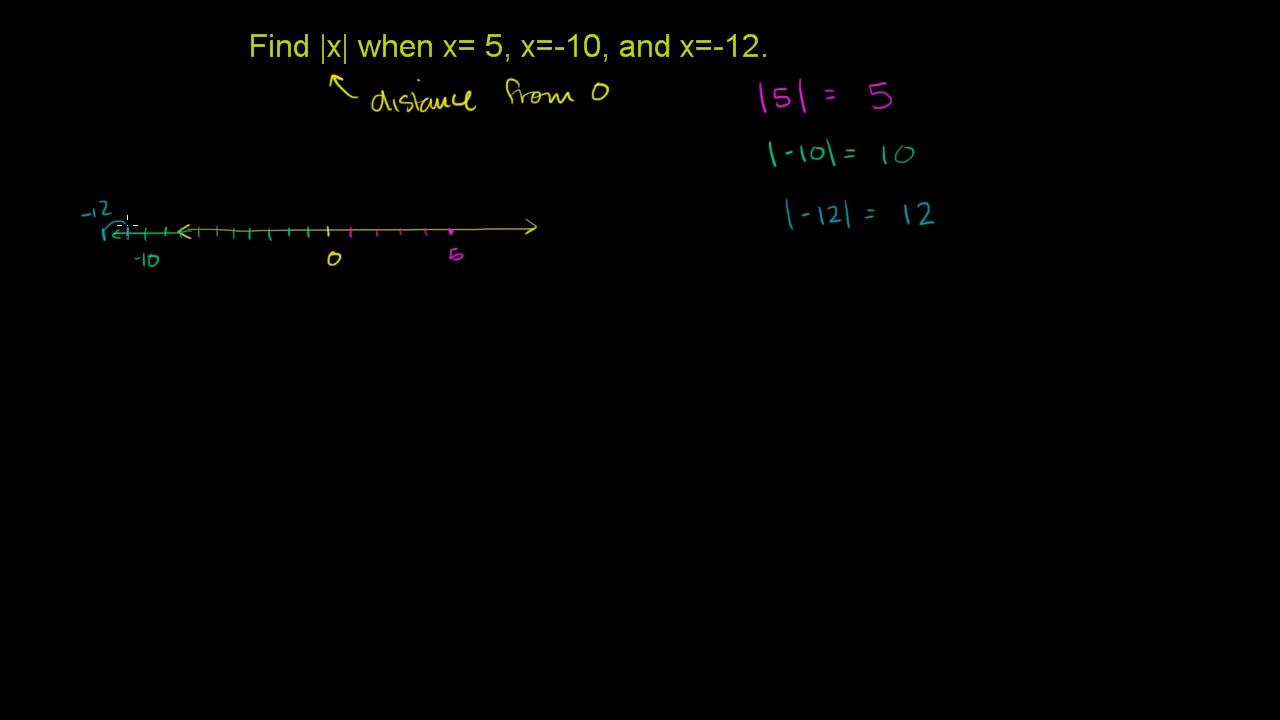 Find |x| when x= 5, x=-10, and x=-12.
distance from 0
|5| = 5
|-10| = 10
|-12| = 12
-12
-10 0 5